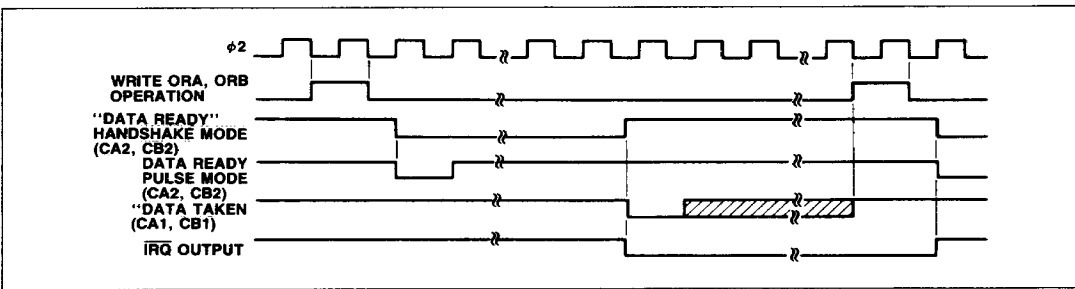 φ2
WRITE ORA, ORB
OPERATION
"DATA READY"
HANDSHAKE MODE
(CA2, CB2)
DATA READY
PULSE MODE
(CA2, CB2)
"DATA TAKEN
(CA1, CB1)
IRQ OUTPUT